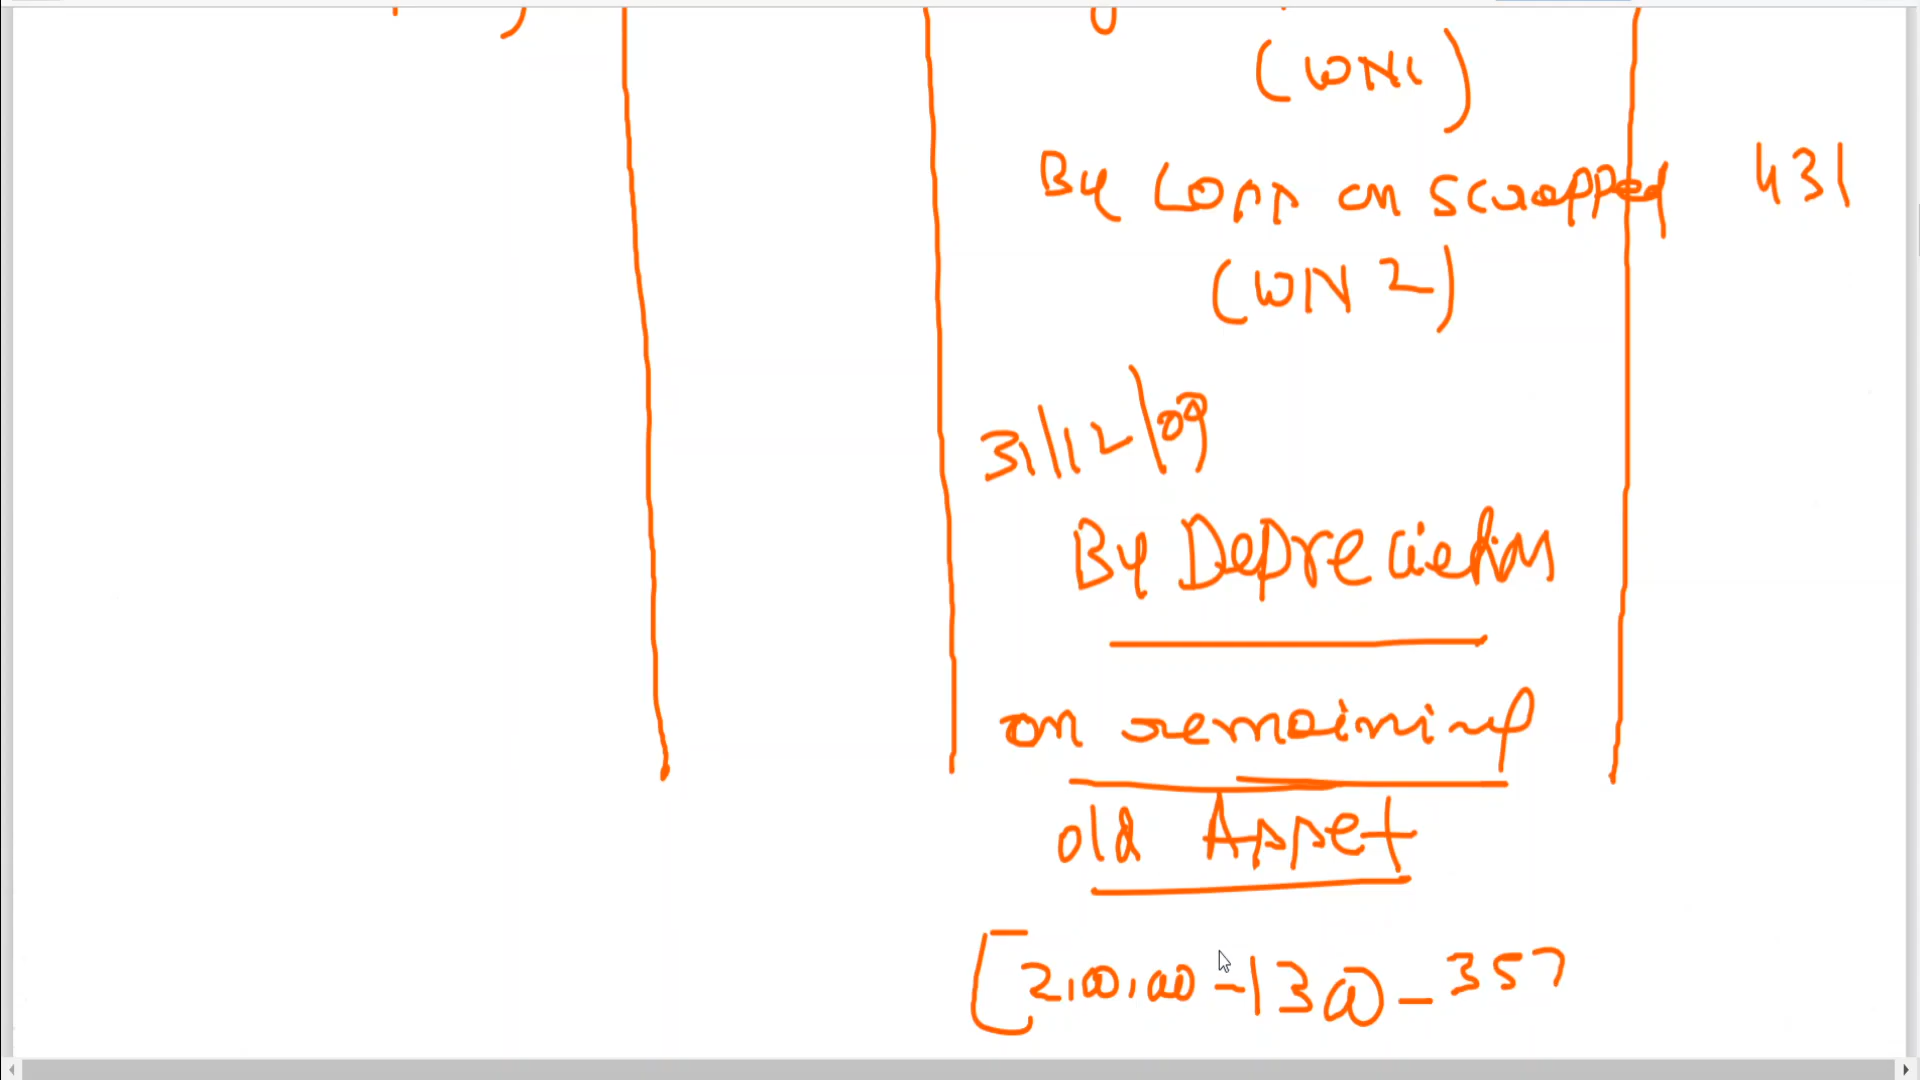 (WN1)
By Loss on scrapped 431
(WN 2)
31/12/09
By Depreciation
on remaining
old Asset
[2,00,000 - 1300 - 357